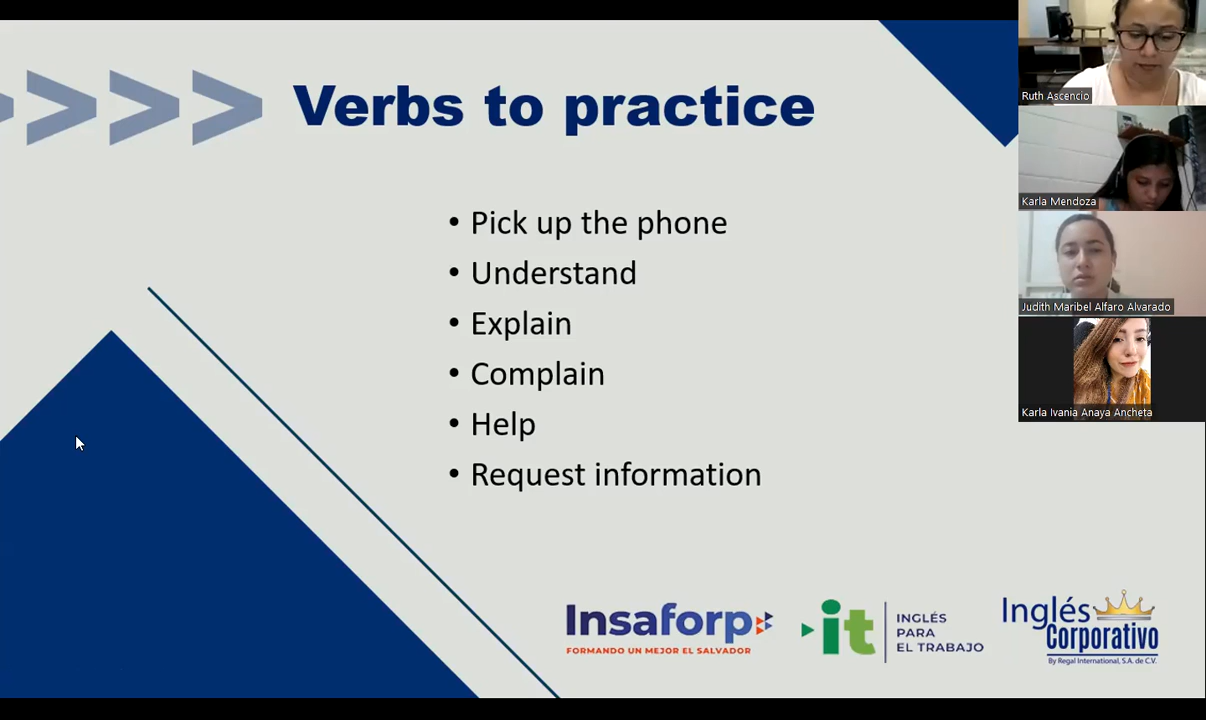 Verbs to practice
• Pick up the phone
• Understand
• Explain
• Complain
• Help
• Request information
Insaforp
FORMANDO UN MEJOR EL SALVADOR
it
INGLÉS
PARA
EL TRABAJO
Inglés
Corporativo
By Regal International, S.A. de C.V.
Ruth Ascencio
Karla Mendoza
Judith Maribel Alfaro Alvarado
Karla Ivania Anaya Ancheta